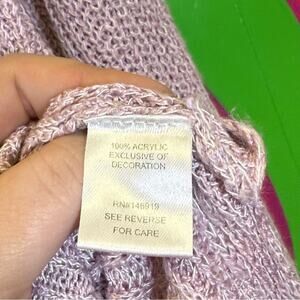 100% ACRYLIC
EXCLUSIVE OF
DECORATION
RN#146919
SEE REVERSE
FOR CARE